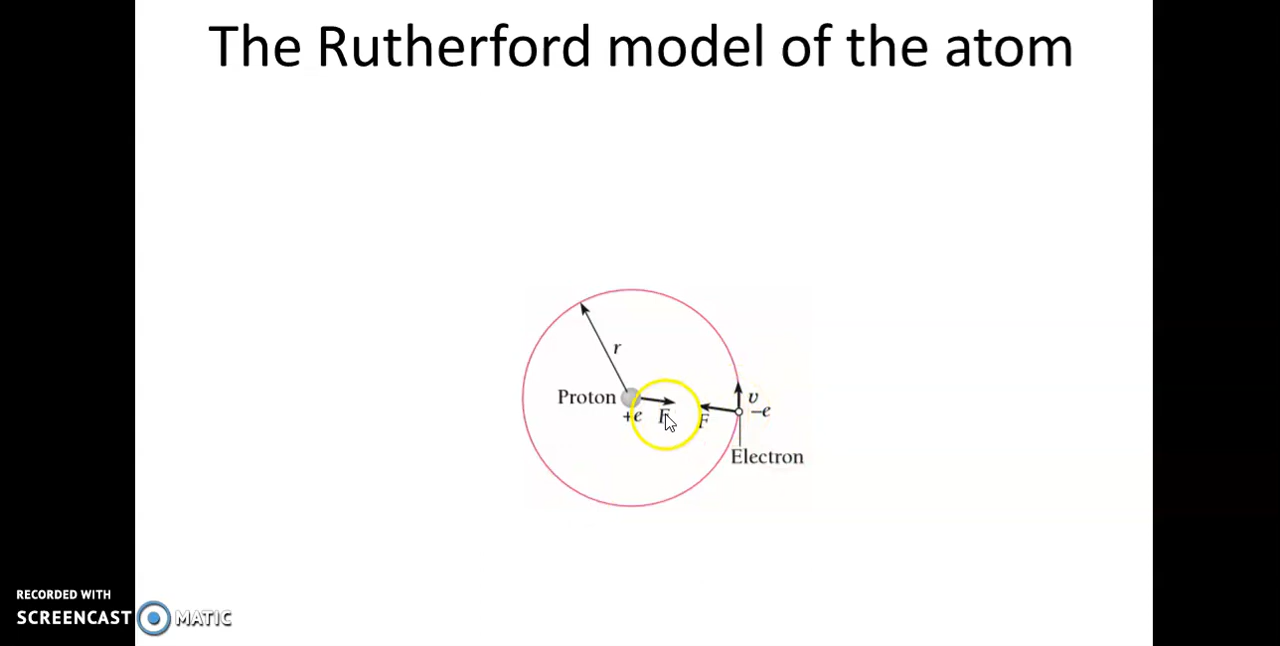 The Rutherford model of the atom
r
Proton
+e
F
F
υ
–e
Electron
RECORDED WITH
SCREENCAST MATIC